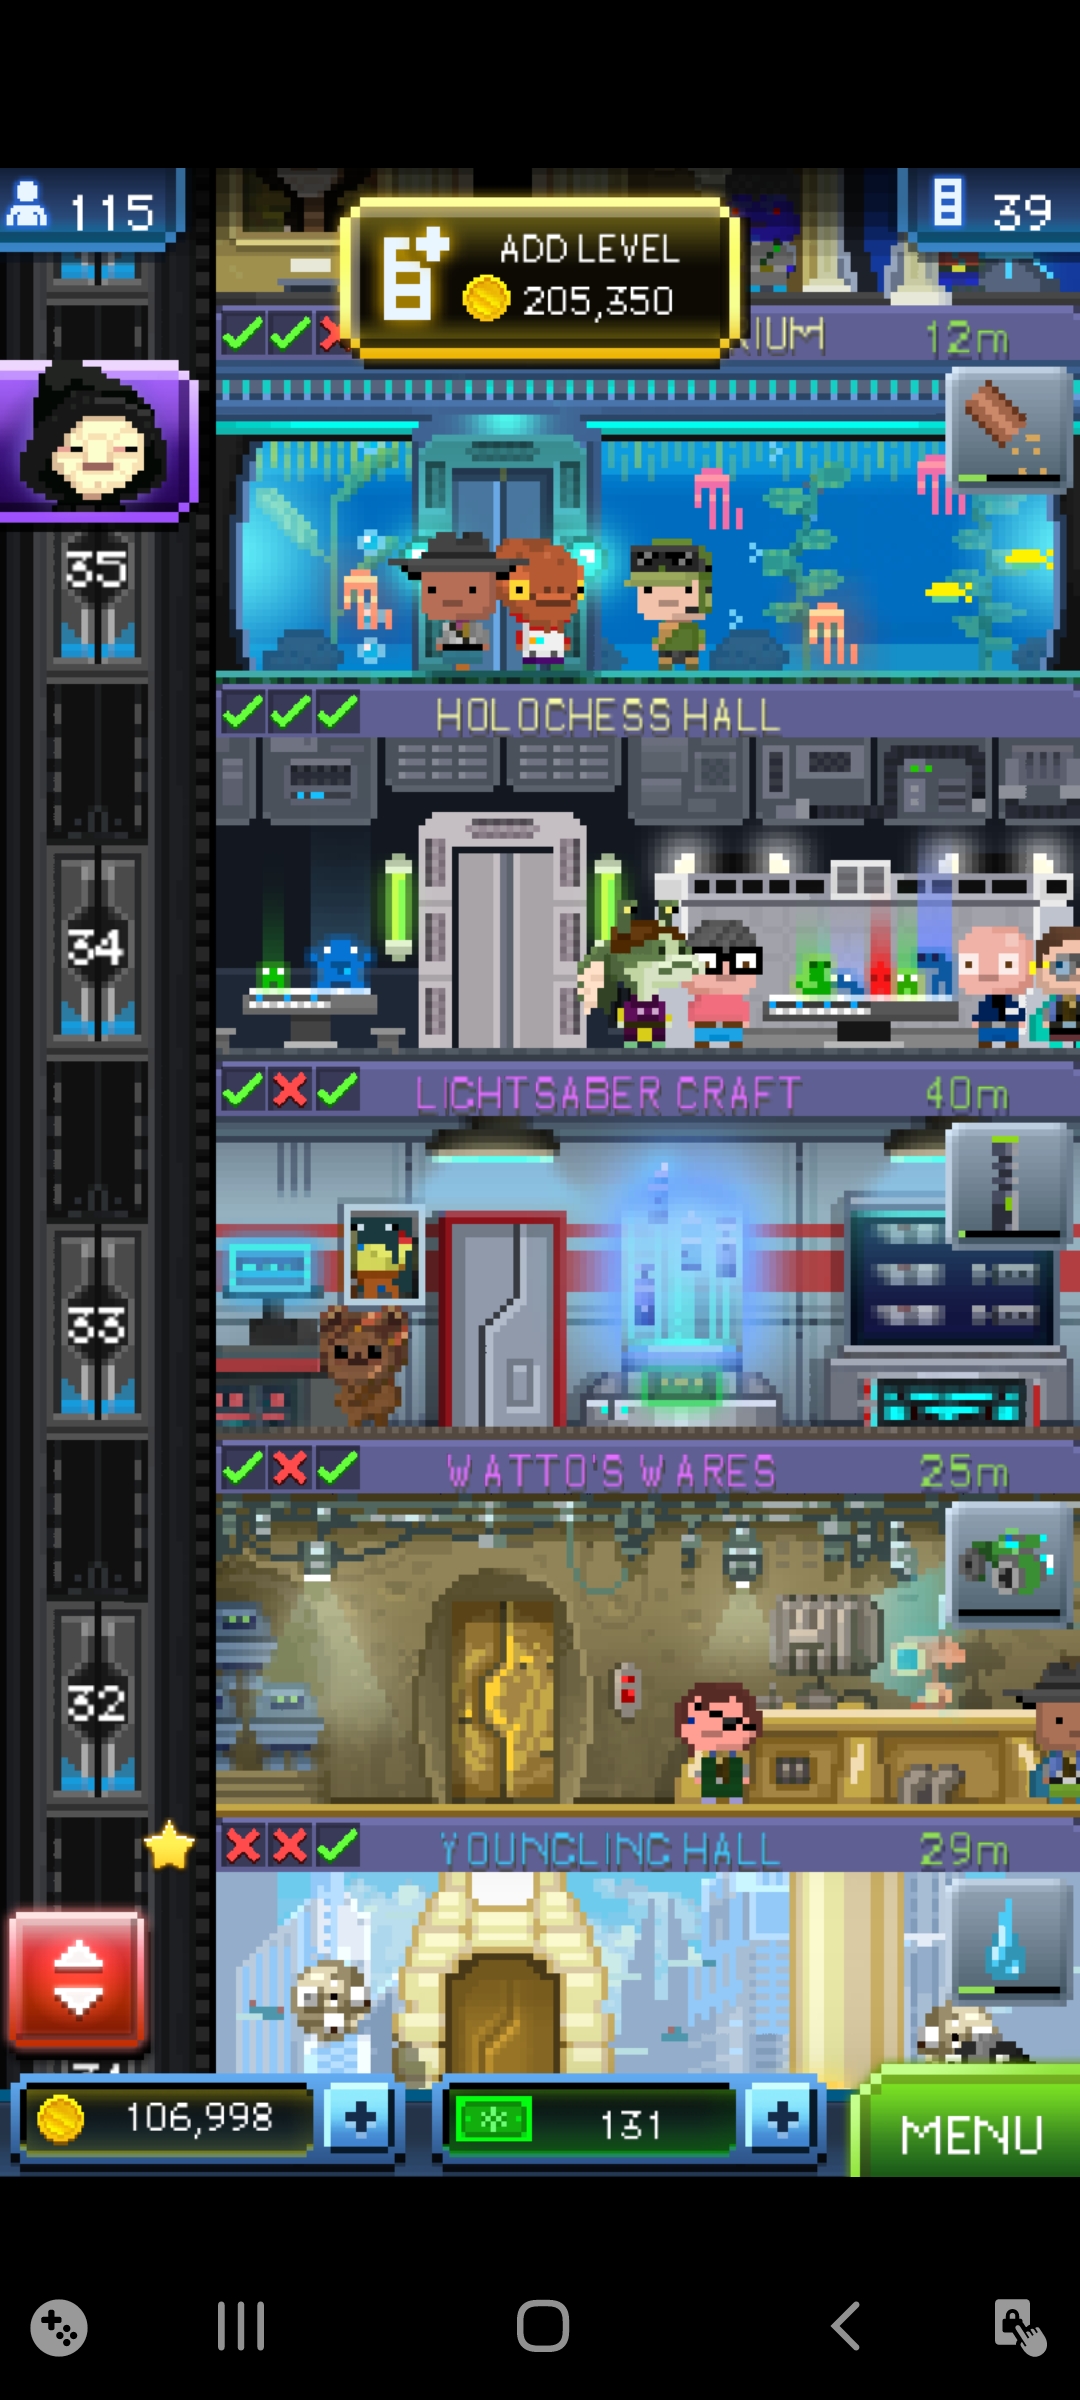 115
39
ADD LEVEL
205,350
12m
35
HOLOCHESS HALL
34
LIGHTSABER CRAFT 40m
33
WATTO'S WARES 25m
32
YOUNGLING HALL 29m
106,998
131
MENU